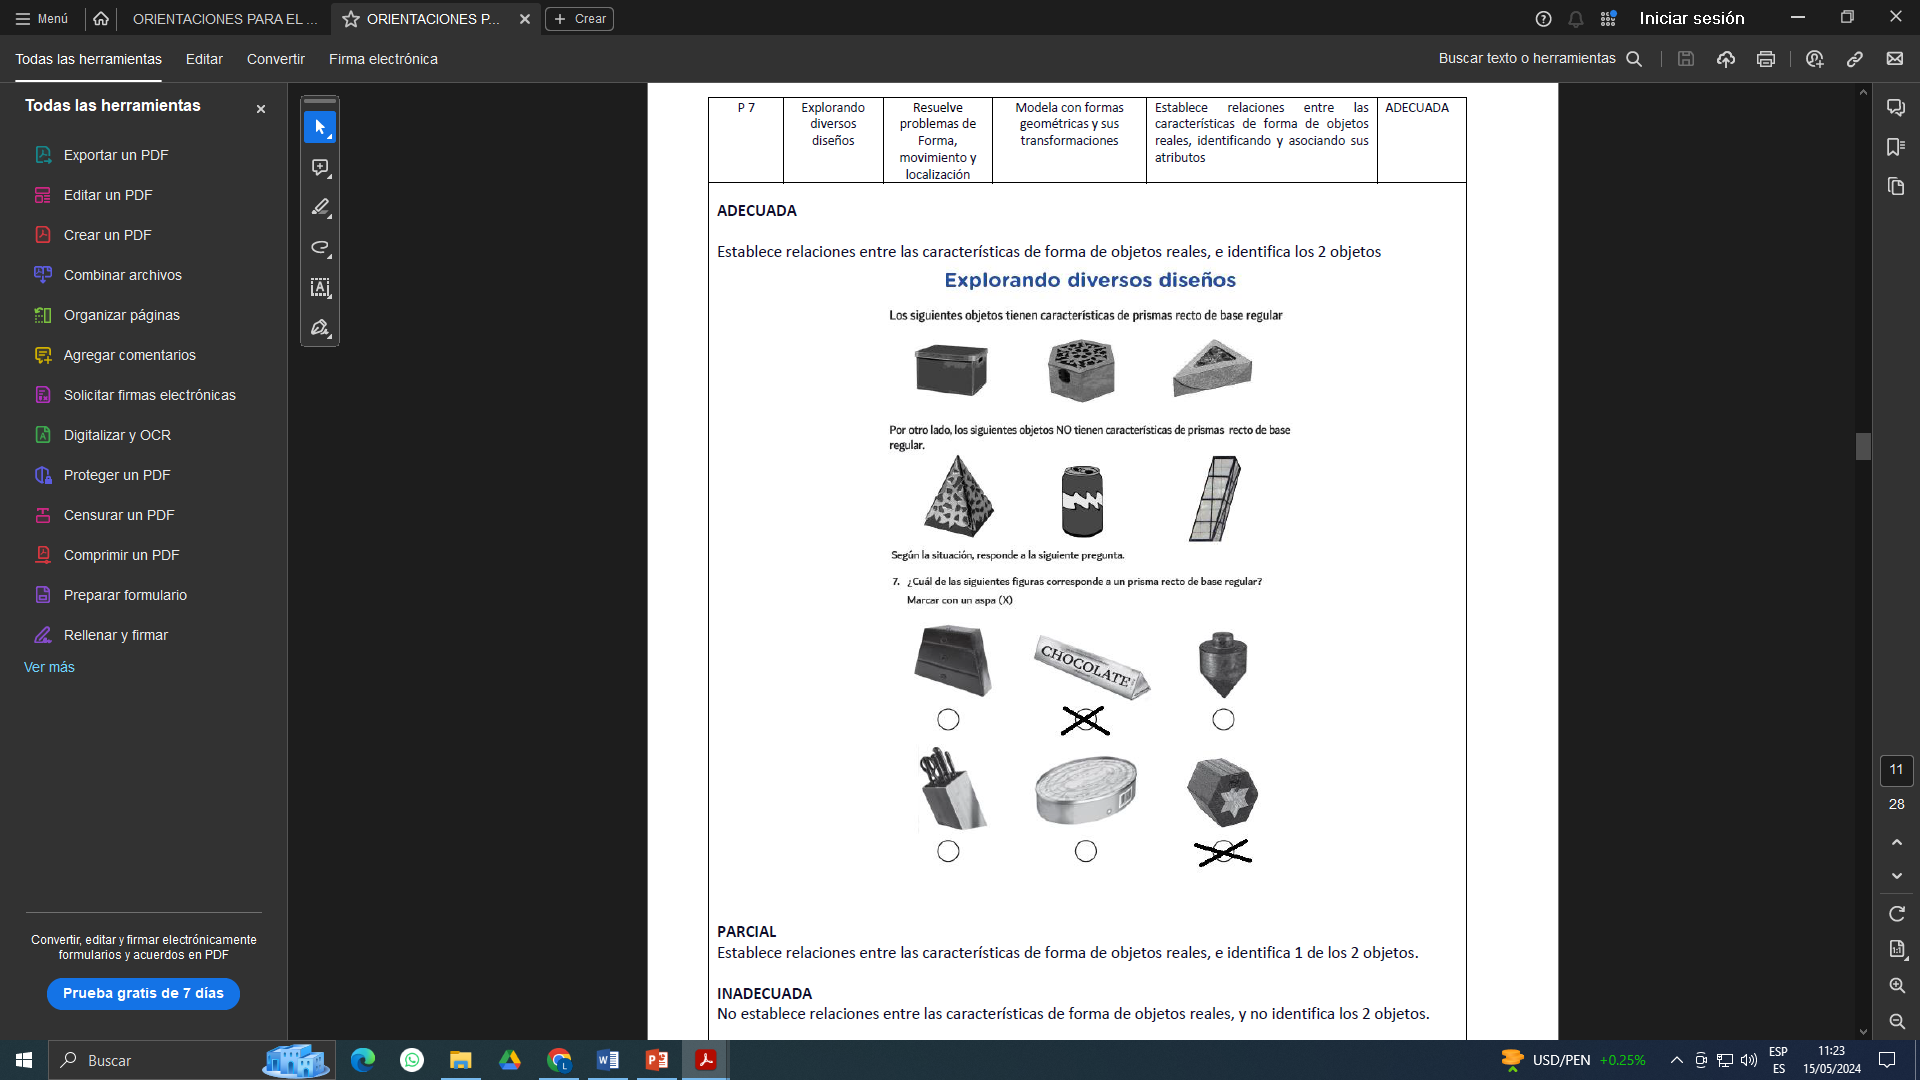 Menú
ORIENTACIONES PARA EL ...
ORIENTACIONES P...
Crear
Iniciar sesión
Todas las herramientas
Editar
Convertir
Firma electrónica
Buscar texto o herramientas
Todas las herramientas
Exportar un PDF
Editar un PDF
Crear un PDF
Combinar archivos
Organizar páginas
Agregar comentarios
Solicitar firmas electrónicas
Digitalizar y OCR
Proteger un PDF
Censurar un PDF
Comprimir un PDF
Preparar formulario
Rellenar y firmar
Ver más
Convertir, editar y firmar electrónicamente
formularios y acuerdos en PDF
Prueba gratis de 7 días
P 7
Explorando
diversos
diseños
Resuelve
problemas de
Forma,
movimiento y
localización
Modela con formas
geométricas y sus
transformaciones
Establece relaciones entre las
características de forma de objetos
reales, identificando y asociando sus
atributos
ADECUADA
ADECUADA
Establece relaciones entre las características de forma de objetos reales, e identifica los 2 objetos
Explorando diversos diseños
Los siguientes objetos tienen características de prismas recto de base regular
Por otro lado, los siguientes objetos NO tienen características de prismas recto de base
regular.
Según la situación, responde a la siguiente pregunta.
7. ¿Cuál de las siguientes figuras corresponde a un prisma recto de base regular?
Marcar con un aspa (X)
CHOCOLATE
PARCIAL
Establece relaciones entre las características de forma de objetos reales, e identifica 1 de los 2 objetos.
INADECUADA
No establece relaciones entre las características de forma de objetos reales, y no identifica los 2 objetos.
11
28
1:1
Buscar
USD/PEN +0.25%
ESP
ES
11:23
15/05/2024